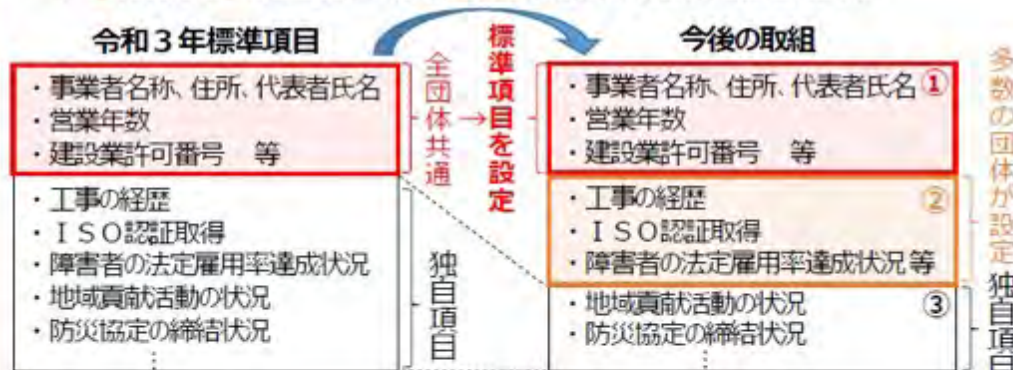 令和３年標準項目
・事業者名称、住所、代表者氏名
・営業年数
・建設業許可番号　等
・工事の経歴
・ＩＳＯ認証取得
・障害者の法定雇用率達成状況
・地域貢献活動の状況
・防災協定の締結状況
⋮
全団体共通
独自項目
→
標準項目を設定
今後の取組
・事業者名称、住所、代表者氏名 ①
・営業年数
・建設業許可番号　等
・工事の経歴 ②
・ＩＳＯ認証取得
・障害者の法定雇用率達成状況 等
・地域貢献活動の状況 ③
・防災協定の締結状況
⋮
多数の団体が設定
独自項目